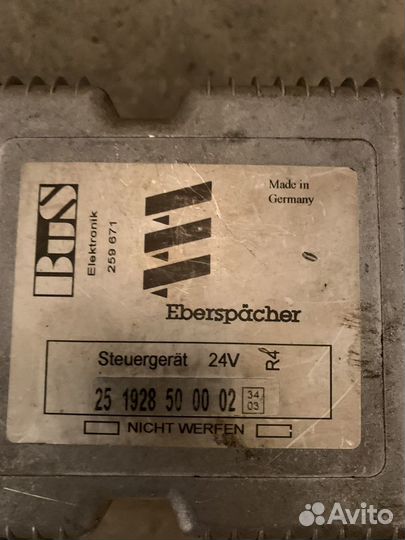 BuS
Elektronik
259 671
Made in
Germany
Eberspächer
Steuergerät 24V R4
25 1928 50 00 02 34
03
NICHT WERFEN
Avito